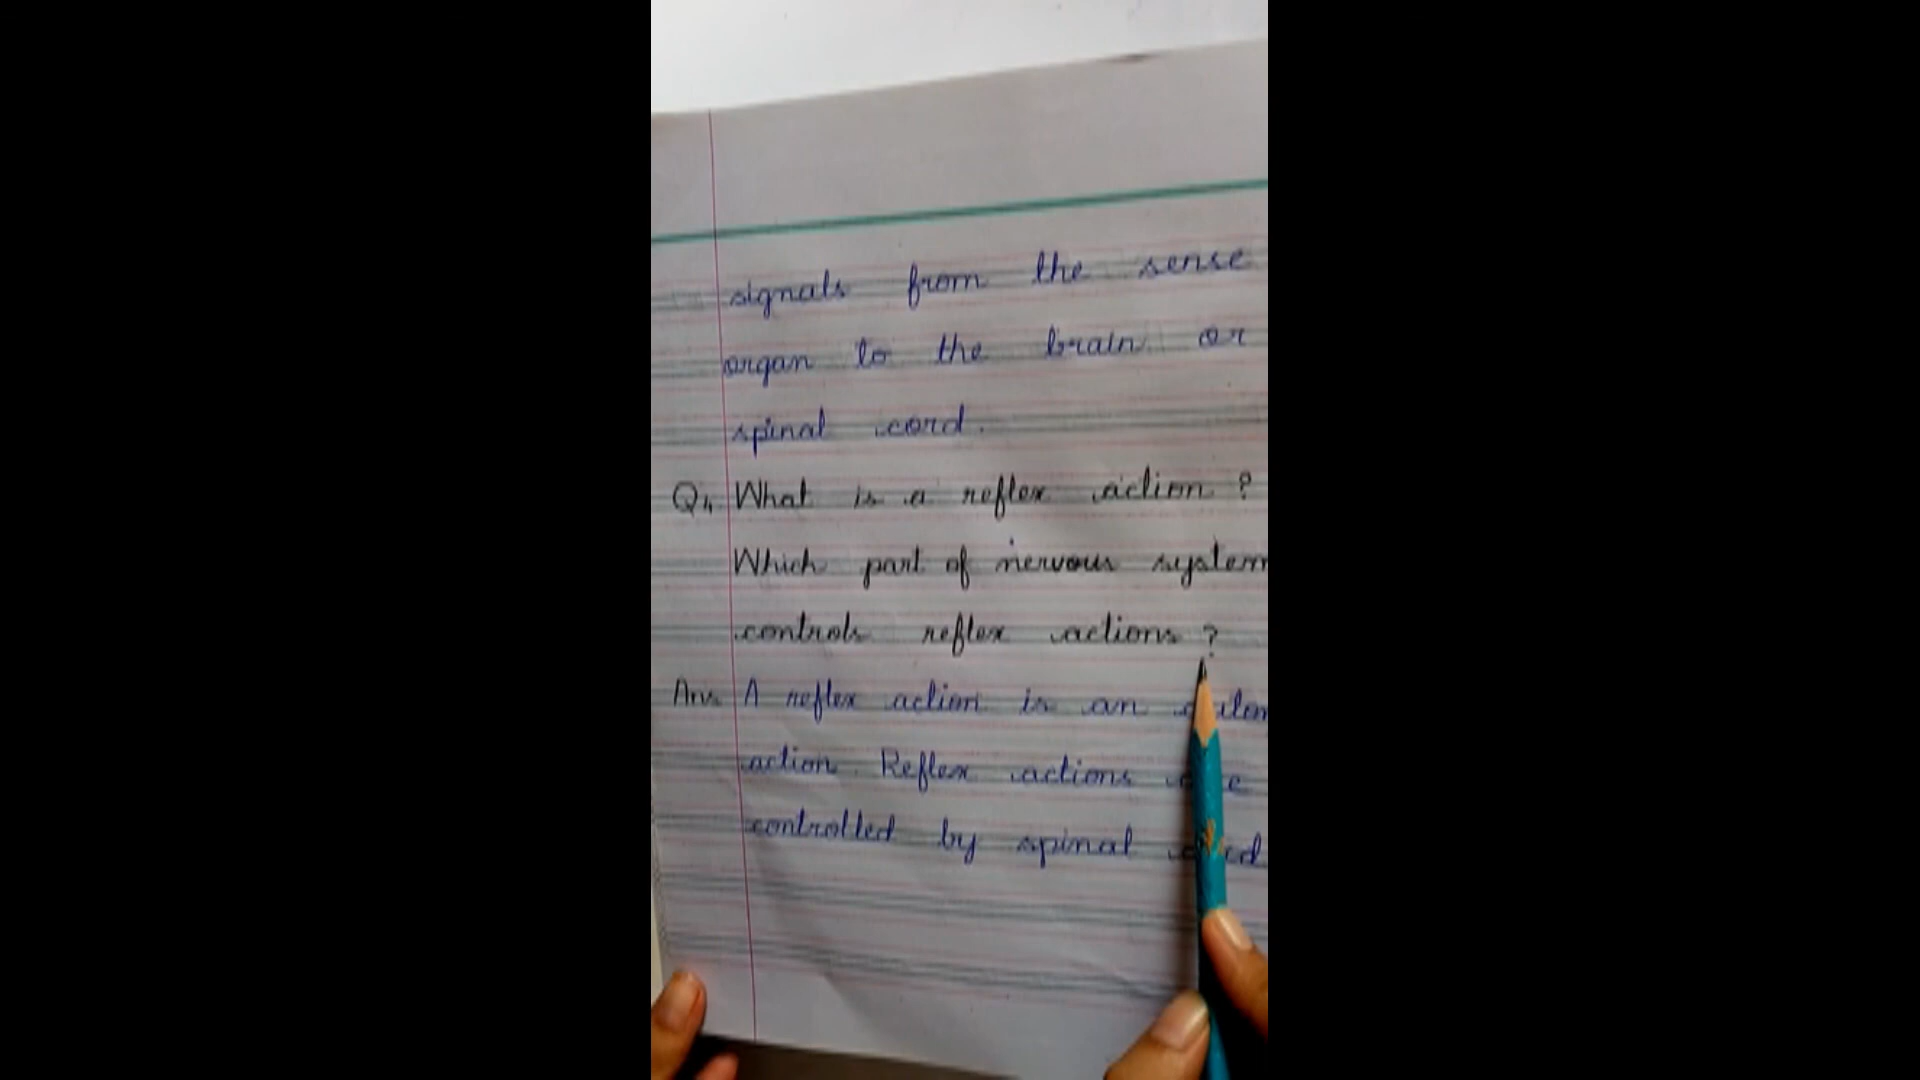 signals from the sense
organ to the brain or
spinal cord.
Q4. What is a reflex action?
Which part of nervous system
controls reflex actions?
Ans. A reflex action is an
action. Reflex actions
controlled by spinal